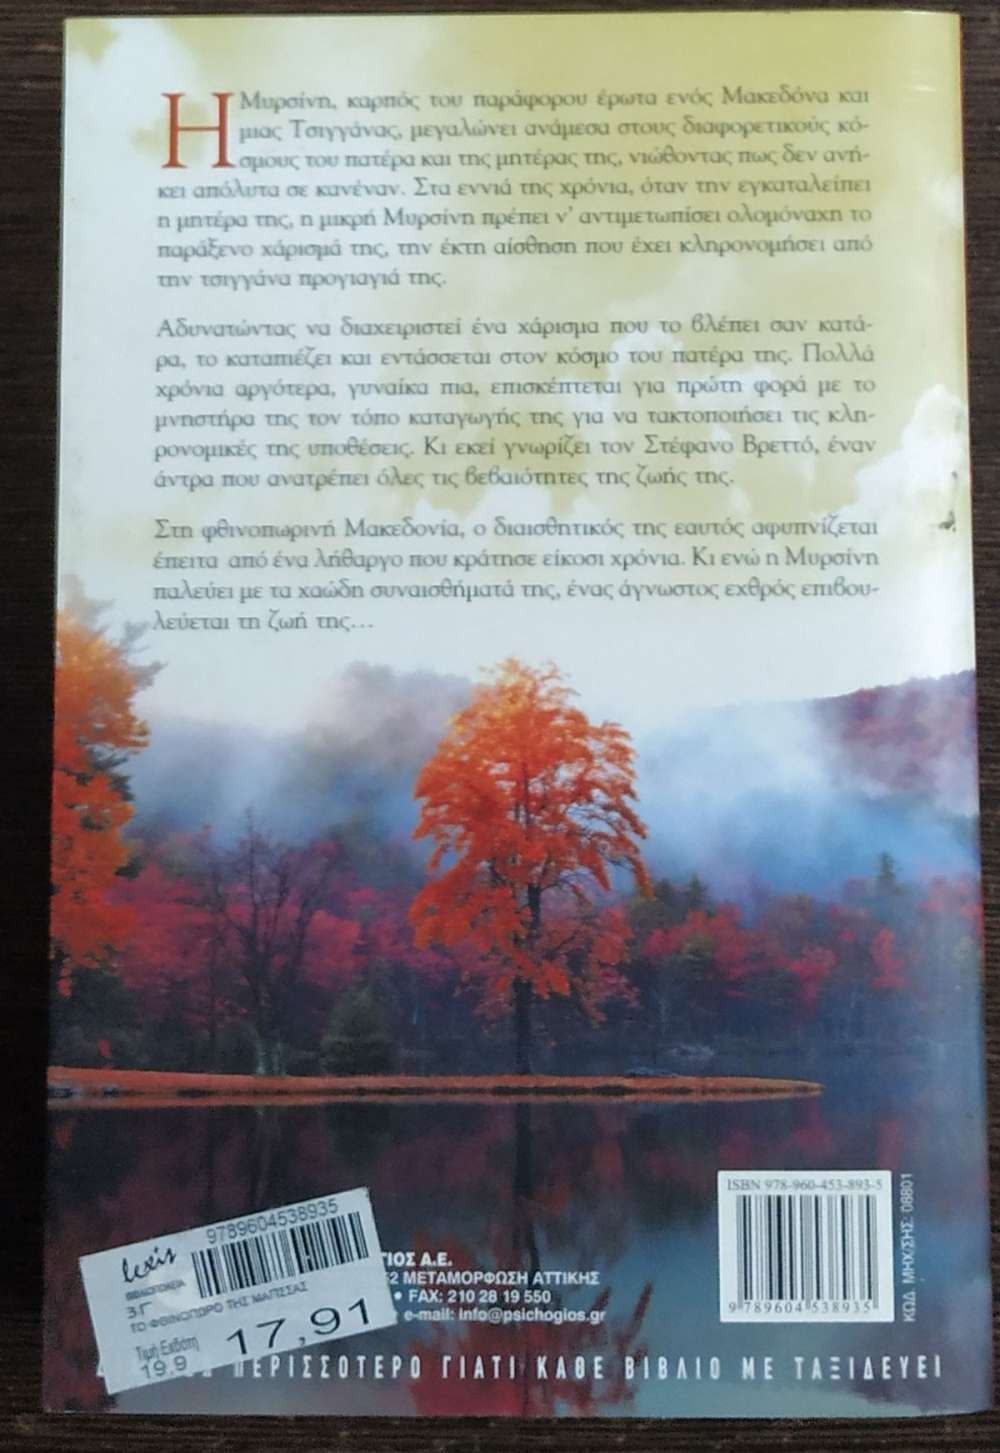 Η Μυρσίνη, καρπός του παράφορου έρωτα ενός Μακεδόνα και
μιας Τσιγγάνας, μεγαλώνει ανάμεσα στους διαφορετικούς κό-
σμους του πατέρα και της μητέρας της, νιώθοντας πως δεν ανή-
κει απόλυτα σε κανέναν. Στα εννιά της χρόνια, όταν την εγκαταλείπει
η μητέρα της, η μικρή Μυρσίνη πρέπει ν’ αντιμετωπίσει ολομόναχη το
παράξενο χάρισμά της, την έκτη αίσθηση που έχει κληρονομήσει από
την τσιγγάνα προγιαγιά της.
Αδυνατώντας να διαχειριστεί ένα χάρισμα που το βλέπει σαν κατά-
ρα, το καταπιέζει και εντάσσεται στον κόσμο του πατέρα της. Πολλά
χρόνια αργότερα, γυναίκα πια, επισκέπτεται για πρώτη φορά με το
μνηστήρα της τον τόπο καταγωγής της για να τακτοποιήσει τις κλη-
ρονομικές της υποθέσεις. Κι εκεί γνωρίζει τον Στέφανο Βρεττό, έναν
άντρα που ανατρέπει όλες τις βεβαιότητες της ζωής της.
Στη φθινοπωρινή Μακεδονία, ο διαισθητικός της εαυτός αφυπνίζεται
έπειτα από ένα λήθαργο που κράτησε είκοσι χρόνια. Κι ενώ η Μυρσίνη
παλεύει με τα χαώδη συναισθήματά της, ένας άγνωστος εχθρός επιβου-
λεύεται τη ζωή της…
ISBN 978-960-453-893-5
9 789604 538935
ΚΩΔ. ΜΗΧ/ΣΗΣ: 08801
9789604538935
lexis
ΒΙΒΛΙΟΠΩΛΕΙΑ
3Γ
ΤΟ ΦΘΙΝΟΠΩΡΟ ΤΗΣ ΜΑΓΙΣΣΑΣ
Τιμή Εκδότη
19.9
17,91
ΓΙΟΣ Α.Ε.
52 ΜΕΤΑΜΟΡΦΩΣΗ ΑΤΤΙΚΗΣ
• FAX: 210 28 19 550
e-mail: info@psichogios.gr
ΠΕΡΙΣΣΟΤΕΡΟ ΓΙΑΤΙ ΚΑΘΕ ΒΙΒΛΙΟ ΜΕ ΤΑΞΙΔΕΥΕΙ